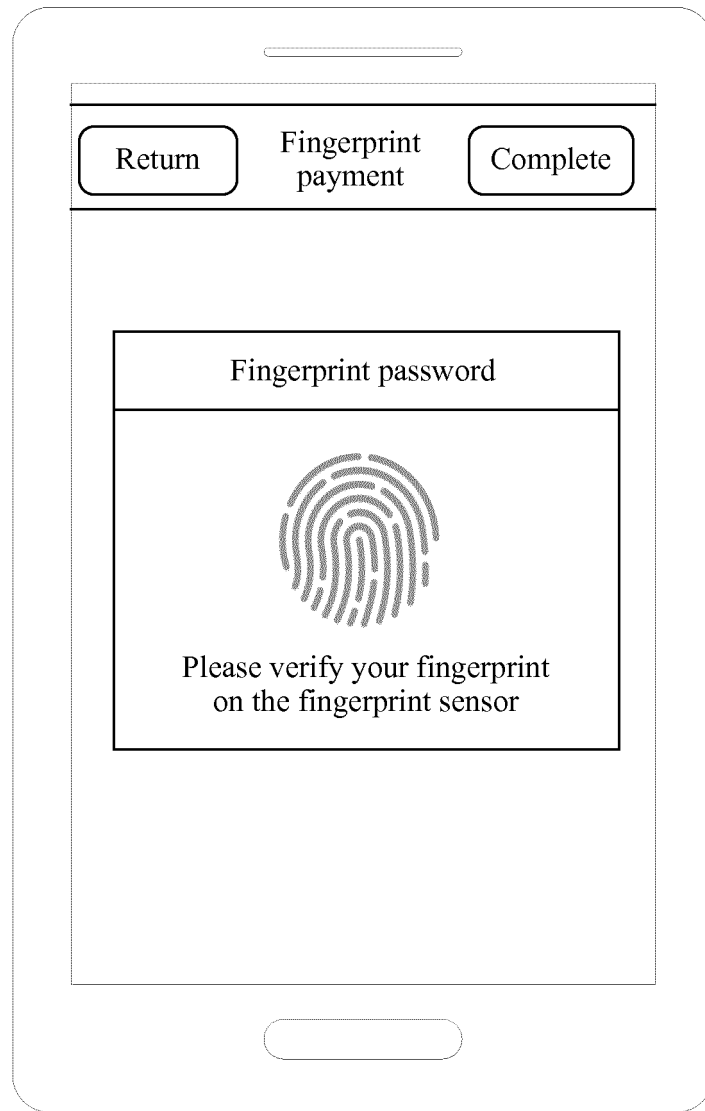 Return
Fingerprint
payment
Complete
Fingerprint password
Please verify your fingerprint
on the fingerprint sensor